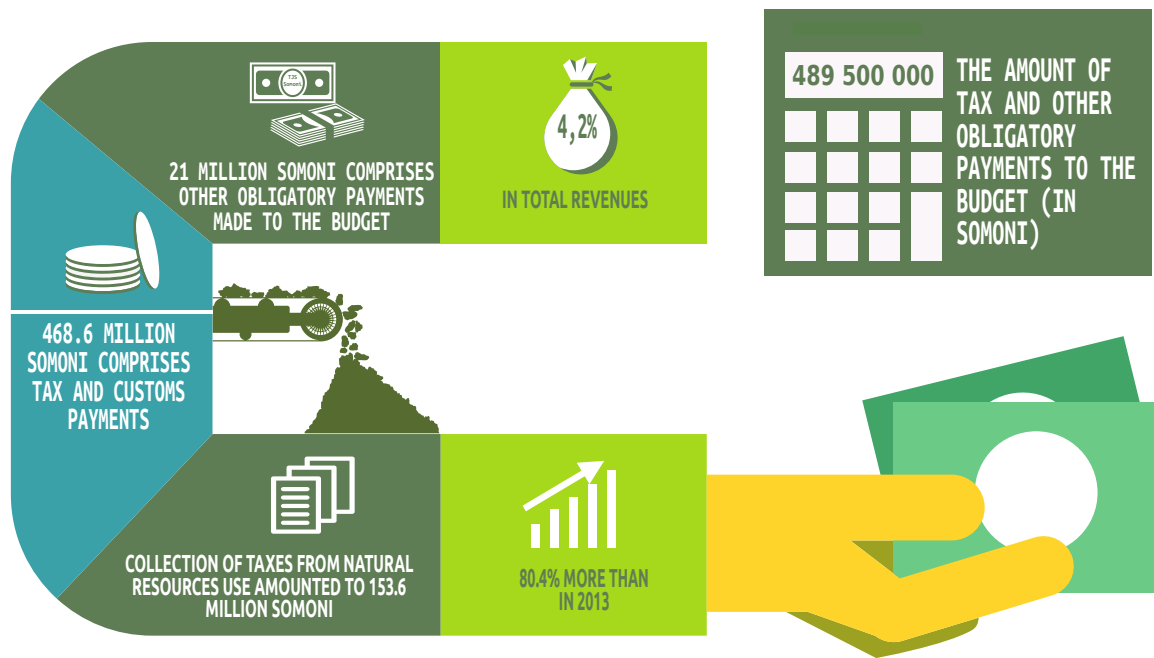 TJS
Somoni
21 MILLION SOMONI COMPRISES
OTHER OBLIGATORY PAYMENTS
MADE TO THE BUDGET
4,2%
IN TOTAL REVENUES
489 500 000
THE AMOUNT OF
TAX AND OTHER
OBLIGATORY
PAYMENTS TO THE
BUDGET (IN
SOMONI)
468.6 MILLION
SOMONI COMPRISES
TAX AND CUSTOMS
PAYMENTS
COLLECTION OF TAXES FROM NATURAL
RESOURCES USE AMOUNTED TO 153.6
MILLION SOMONI
80.4% MORE THAN
IN 2013